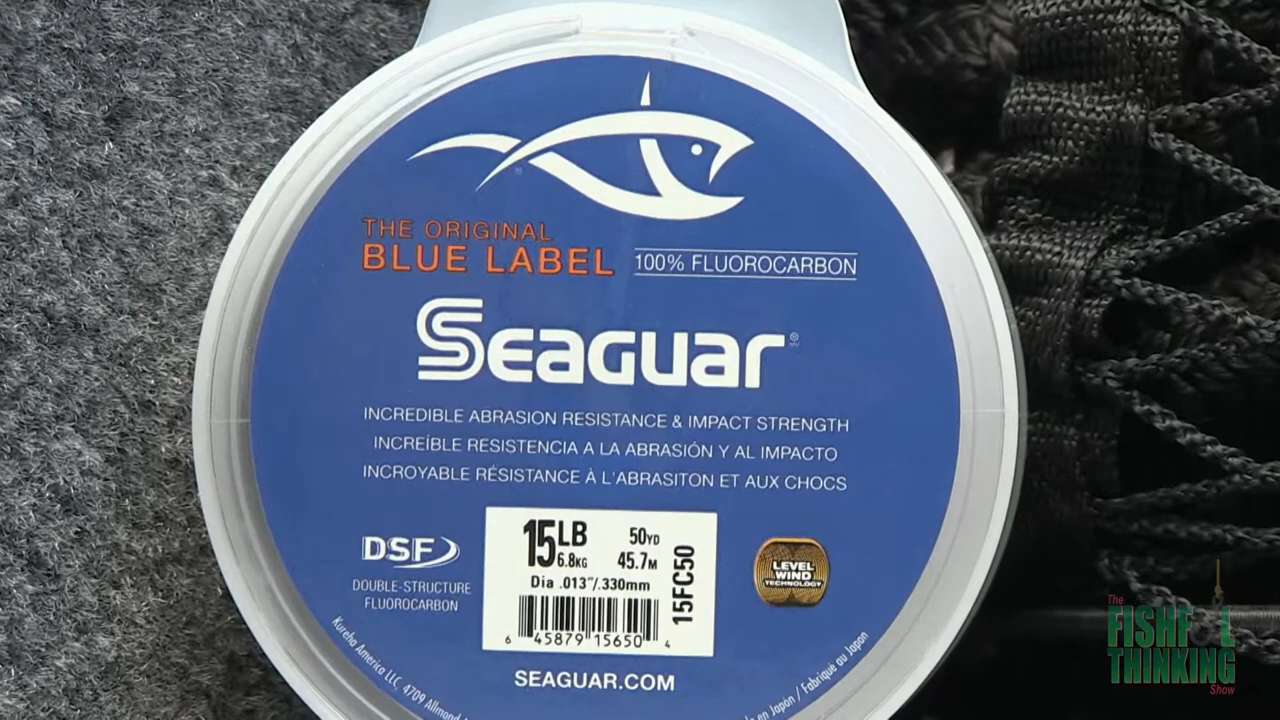 THE ORIGINAL
BLUE LABEL
100% FLUOROCARBON
SEAGUAR®
INCREDIBLE ABRASION RESISTANCE & IMPACT STRENGTH
INCREÍBLE RESISTENCIA A LA ABRASIÓN Y AL IMPACTO
INCROYABLE RÉSISTANCE À L'ABRASITON ET AUX CHOCS
DSF
DOUBLE-STRUCTURE
FLUOROCARBON
15LB 50YD
6.8KG 45.7M
Dia .013"/.330mm
15FC50
6 45879 15650 4
LEVEL
WIND
TECHNOLOGY
SEAGUAR.COM
Kureha America LLC, 4709
en Japón / Fabriqué au Japon
The
FISHFUL
THINKING
Show